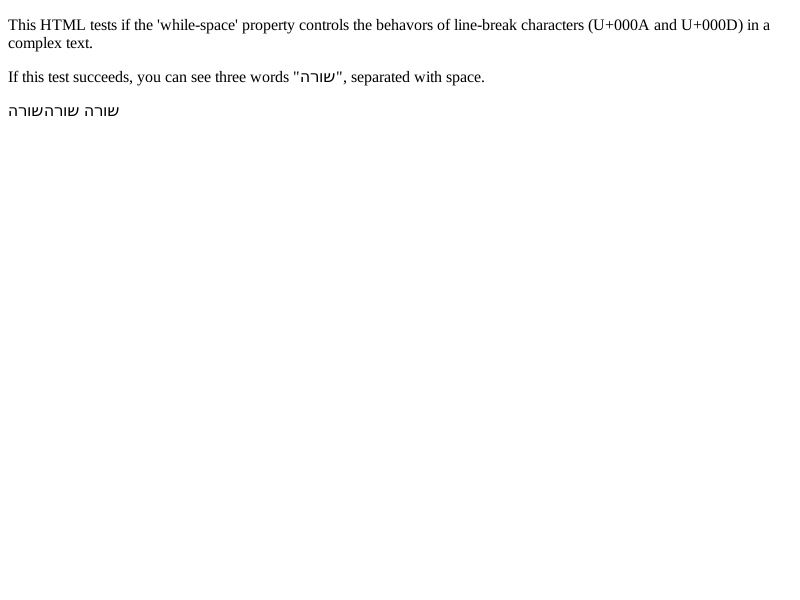 This HTML tests if the 'while-space' property controls the behavors of line-break characters (U+000A and U+000D) in a
complex text.
If this test succeeds, you can see three words "שורה", separated with space.
שורה שורהשורה